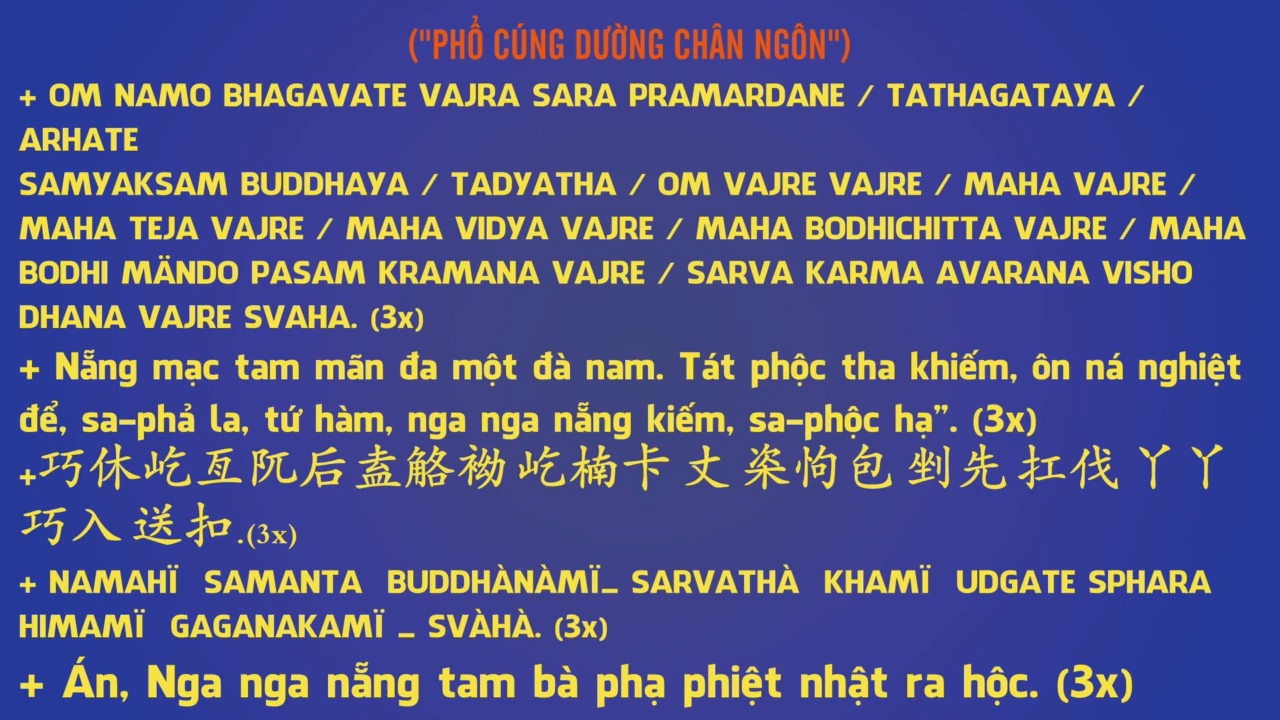 ("PHỔ CÚNG DƯỜNG CHÂN NGÔN")
+ OM NAMO BHAGAVATE VAJRA SARA PRAMARDANE / TATHAGATAYA /
ARHATE
SAMYAKSAM BUDDHAYA / TADYATHA / OM VAJRE VAJRE / MAHA VAJRE /
MAHA TEJA VAJRE / MAHA VIDYA VAJRE / MAHA BODHICHITTA VAJRE / MAHA
BODHI MÄNDO PASAM KRAMANA VAJRE / SARVA KARMA AVARANA VISHO
DHANA VAJRE SVAHA. (3x)
+ Nẵng mạc tam mãn đa một đà nam. Tát phộc tha khiếm, ôn ná nghiệt
để, sa-phả la, tứ hàm, nga nga nẵng kiếm, sa-phộc hạ”. (3x)
+巧休屹亙阢后盍觡袎屹楠卡丈 粢怐包 剉先 扛伐 丫丫
巧入 送扣.(3x)
+ NAMAHÏ SAMANTA BUDDHÀNÀMÏ_ SARVATHÀ KHAMÏ UDGATE SPHARA
HIMAMÏ GAGANAKAMÏ _ SVÀHÀ. (3x)
+ Án, Nga nga nẵng tam bà phạ phiệt nhật ra hộc. (3x)